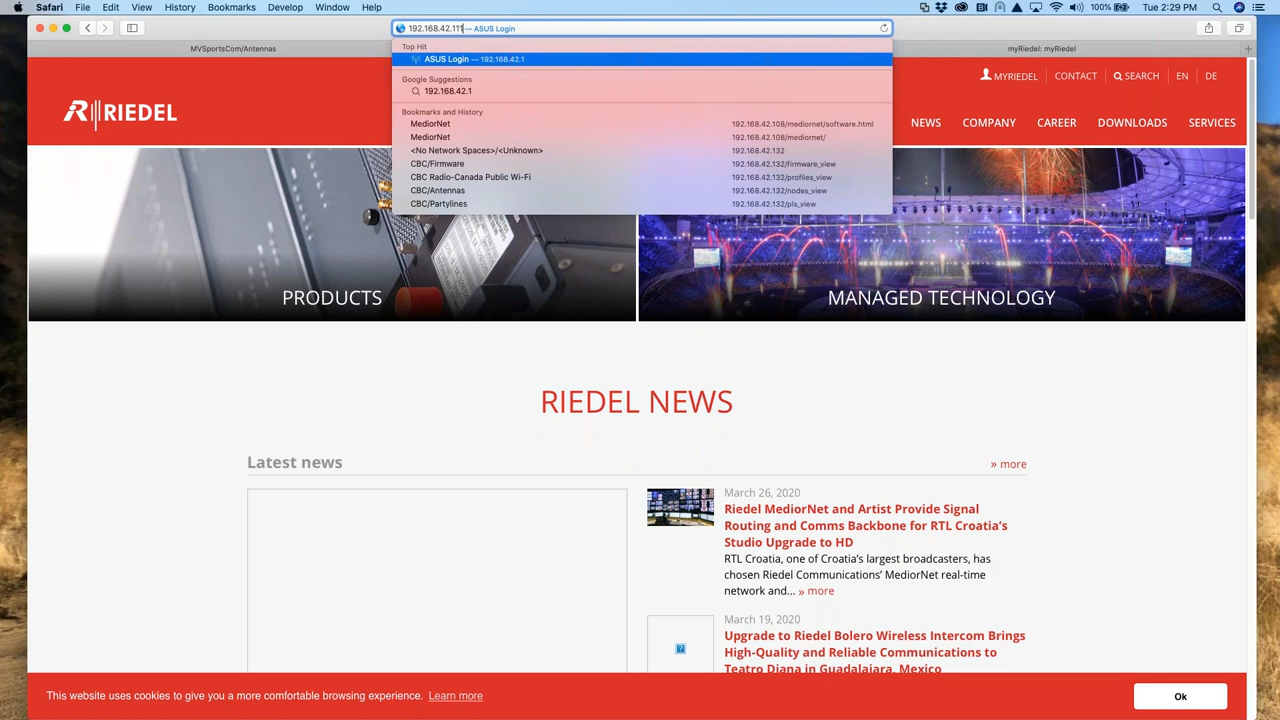 Safari File Edit View History Bookmarks Develop Window Help
100% Tue 2:29 PM
192.168.42.111 — ASUS Login
MVSportsCom/Antennas
myRiedel: myRiedel
Top Hit
ASUS Login — 192.168.42.1
Google Suggestions
192.168.42.1
Bookmarks and History
MediorNet 192.168.42.108/mediornet/software.html
MediorNet 192.168.42.108/mediornet/
<No Network Spaces>/<Unknown> 192.168.42.132
CBC/Firmware 192.168.42.132/firmware_view
CBC Radio-Canada Public Wi-Fi 192.168.42.132/profiles_view
CBC/Antennas 192.168.42.132/nodes_view
CBC/Partylines 192.168.42.132/pls_view
MYRIEDEL CONTACT SEARCH EN DE
RIEDEL
NEWS COMPANY CAREER DOWNLOADS SERVICES
PRODUCTS
MANAGED TECHNOLOGY
RIEDEL NEWS
Latest news
» more
March 26, 2020
Riedel MediorNet and Artist Provide Signal
Routing and Comms Backbone for RTL Croatia's
Studio Upgrade to HD
RTL Croatia, one of Croatia's largest broadcasters, has
chosen Riedel Communications' MediorNet real-time
network and... » more
March 19, 2020
Upgrade to Riedel Bolero Wireless Intercom Brings
High-Quality and Reliable Communications to
Teatro Diana in Guadalajara, Mexico
This website uses cookies to give you a more comfortable browsing experience. Learn more
Ok